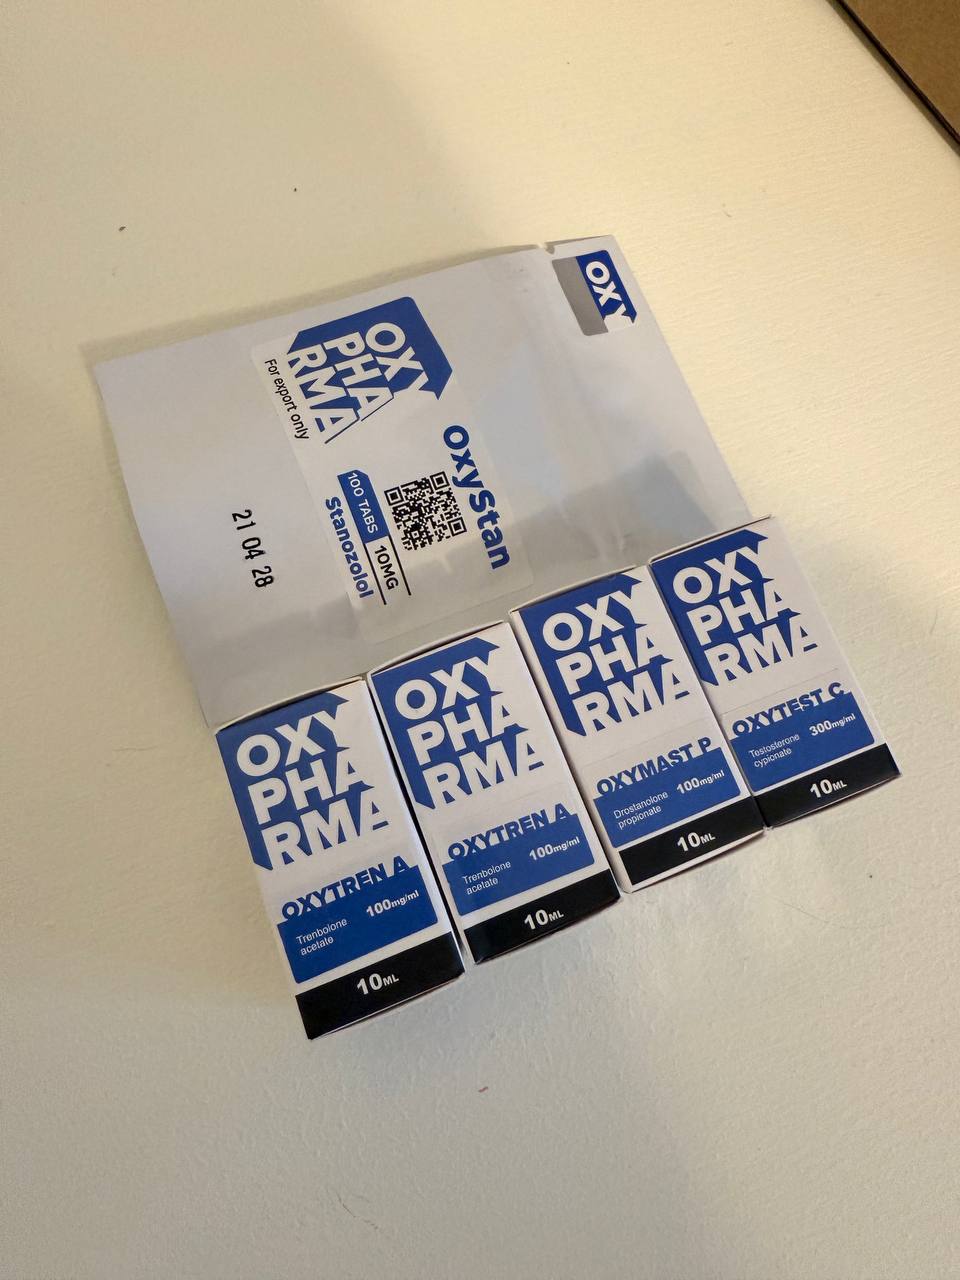 OXY
OXY
PHA
RMA
For export only
OxyStan
100 TABS
10MG
Stanozolol
21 04 28
OXY
PHA
RMA
OXYTREN A
Trenbolone
acetate
100mg/ml
10ML
OXY
PHA
RMA
OXYTREN A
Trenbolone
acetate
100mg/ml
10ML
OXY
PHA
RMA
OXYMAST P
Drostanolone
propionate
100mg/ml
10ML
OXY
PHA
RMA
OXYTEST C
Testosterone
cypionate
300mg/ml
10ML